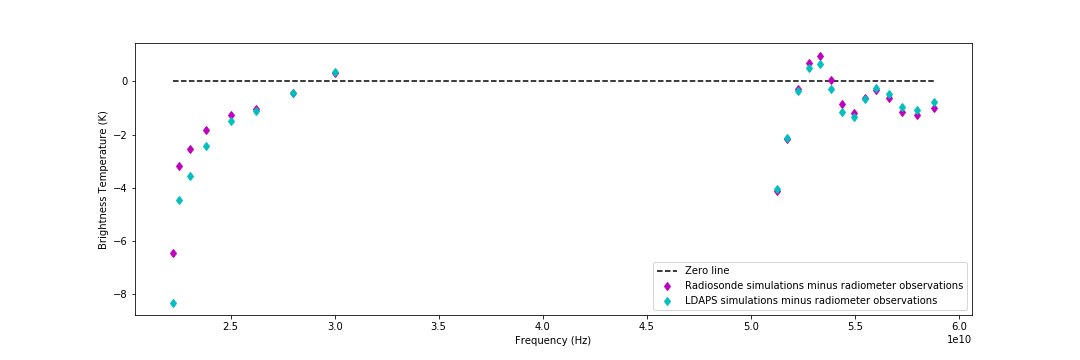 Brightness Temperature (K)
0
−2
−4
−6
−8
Zero line
Radiosonde simulations minus radiometer observations
LDAPS simulations minus radiometer observations
2.5 3.0 3.5 4.0 4.5 5.0 5.5 6.0
1e10
Frequency (Hz)